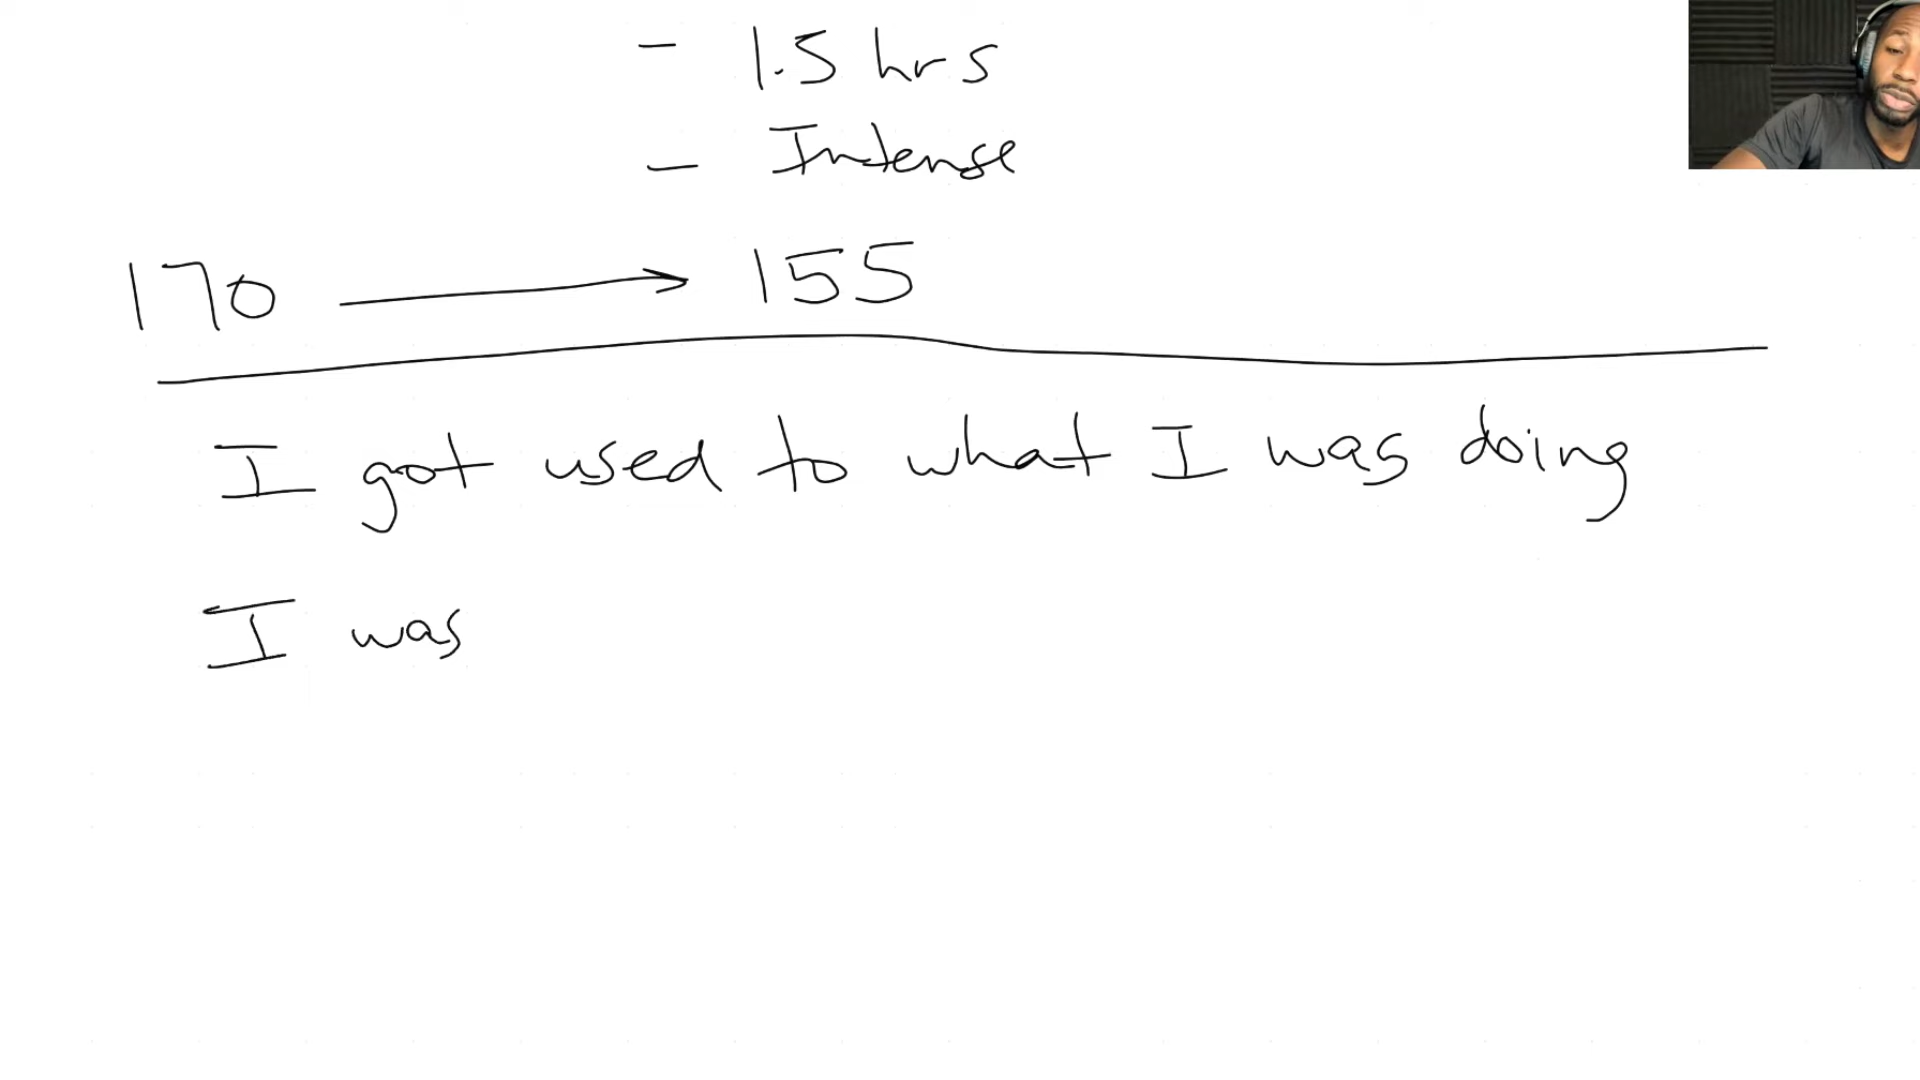 - 1.5 hrs
- Intense
170 → 155
I got used to what I was doing
I was